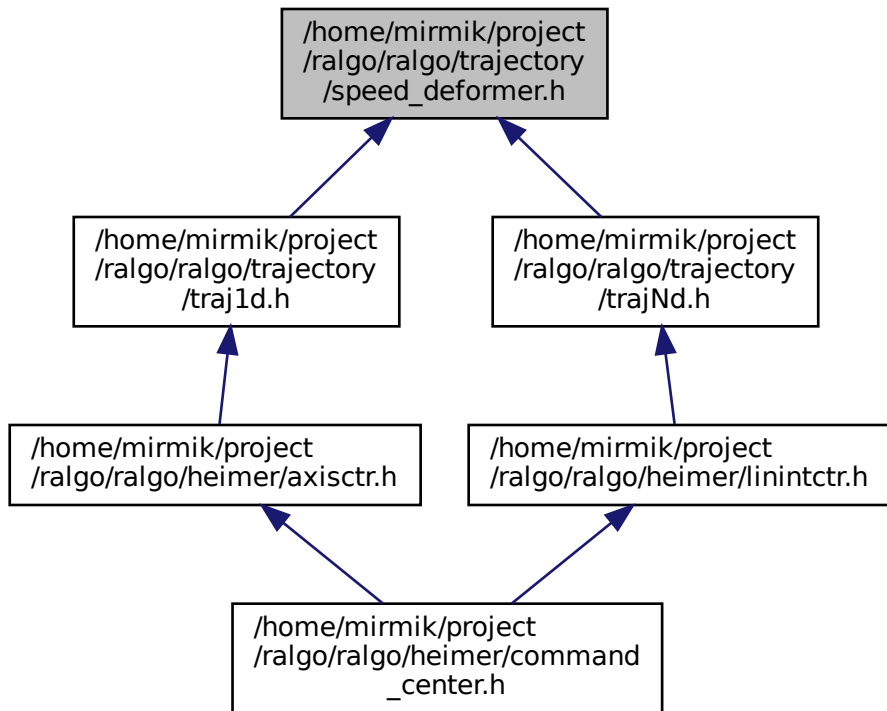 /home/mirmik/project
/ralgo/ralgo/trajectory
/speed_deformer.h
/home/mirmik/project
/ralgo/ralgo/trajectory
/traj1d.h
/home/mirmik/project
/ralgo/ralgo/trajectory
/trajNd.h
/home/mirmik/project
/ralgo/ralgo/heimer/axisctr.h
/home/mirmik/project
/ralgo/ralgo/heimer/linintctr.h
/home/mirmik/project
/ralgo/ralgo/heimer/command
_center.h